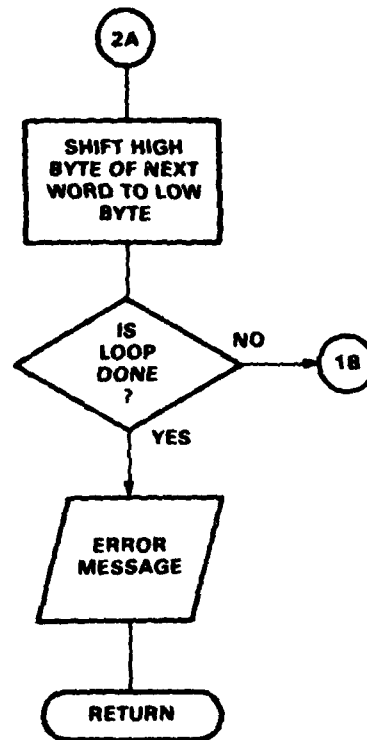 2A
SHIFT HIGH
BYTE OF NEXT
WORD TO LOW
BYTE
IS
LOOP
DONE
?
NO
1B
YES
ERROR
MESSAGE
RETURN